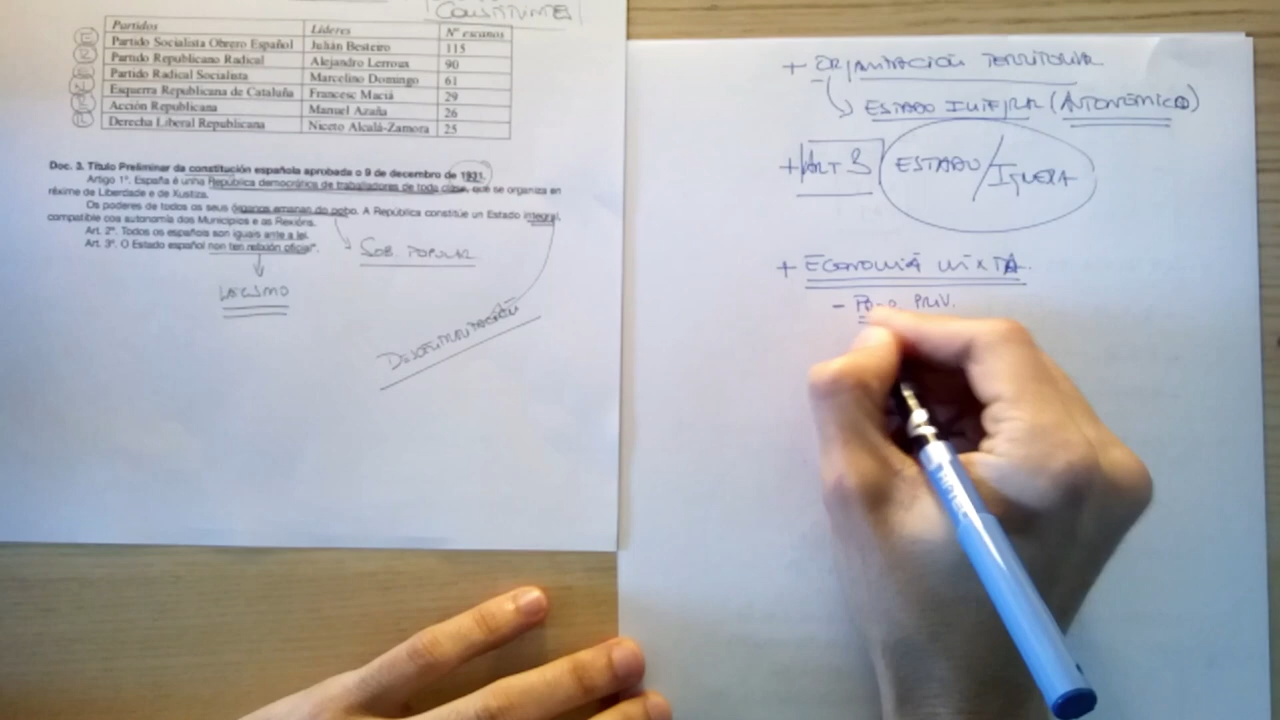 CONSTITUINTES
Partidos Líderes Nº escanos
Partido Socialista Obrero Español Julián Besteiro 115
Partido Republicano Radical Alejandro Lerroux 90
Partido Radical Socialista Marcelino Domingo 61
Esquerra Republicana de Cataluña Francesc Maciá 29
Acción Republicana Manuel Azaña 26
Derecha Liberal Republicana Niceto Alcalá-Zamora 25
Doc. 3. Título Preliminar da constitución española aprobada o 9 de decembro de 1931.
Artigo 1º. España é unha República democrática de traballadores de toda clase, que se organiza en
réxime de Liberdade e de Xustiza.
Os poderes de todos os seus órganos emanan do pobo. A República constitúe un Estado integral,
compatible coa autonomía dos Municipios e as Rexións.
Art. 2º. Todos os españois son iguais ante a lei.
Art. 3º. O Estado español non ten relixión oficial".
SOB. POPULAR
LAICISMO
+ ORGANIZACIÓN TERRITORIAL
ESTADO INTEGRAL (AUTONÓMICO)
+ ART 3 ESTADO/IGLESIA
+ ECONOMÍA MIXTA
- PRIV.
HI-TEC